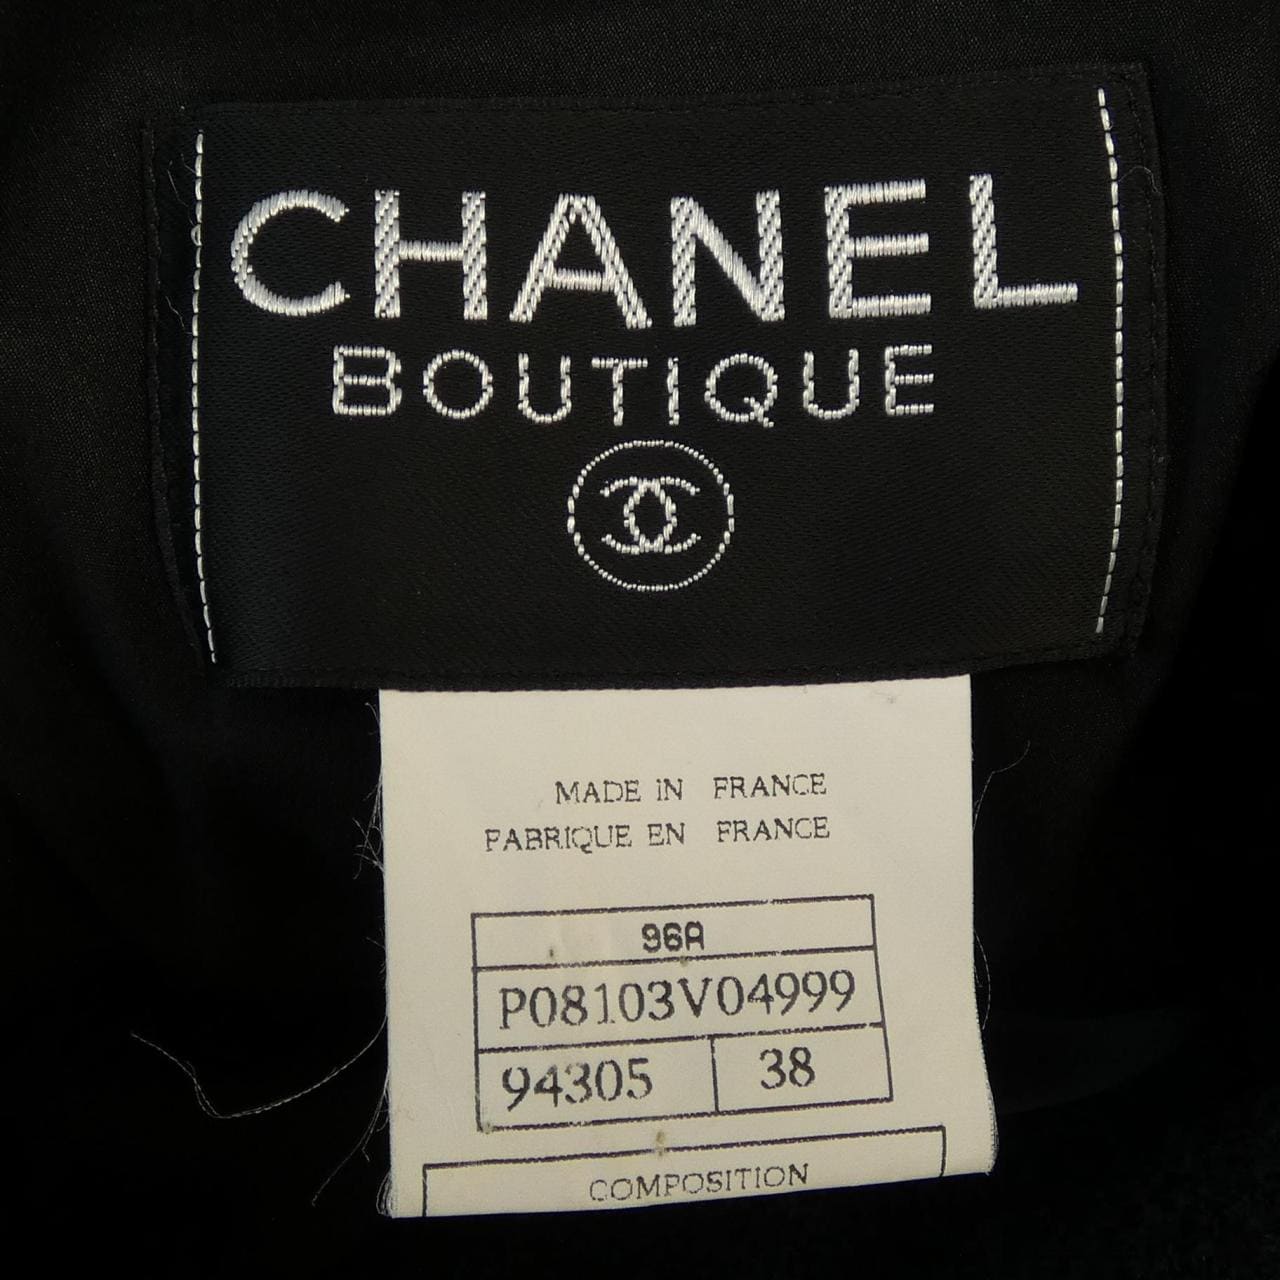 CHANEL
BOUTIQUE
MADE IN FRANCE
FABRIQUE EN FRANCE
96A
P08103V04999
94305 38
COMPOSITION